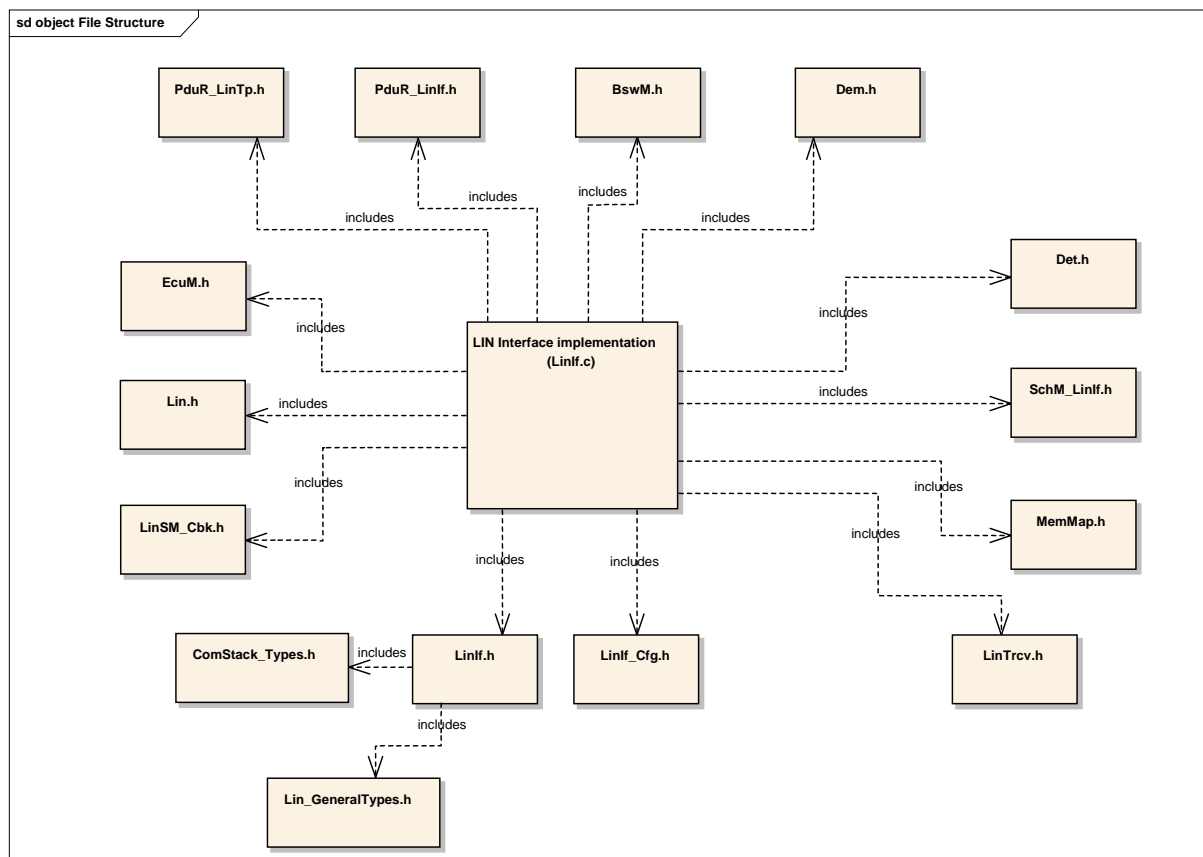 sd object File Structure
PduR_LinTp.h
PduR_LinIf.h
BswM.h
Dem.h
includes
includes
includes
includes
EcuM.h
Det.h
includes
includes
LIN Interface implementation
(LinIf.c)
Lin.h
includes
includes
SchM_LinIf.h
LinSM_Cbk.h
includes
includes
MemMap.h
includes
includes
includes
ComStack_Types.h
includes
LinIf.h
LinIf_Cfg.h
LinTrcv.h
includes
Lin_GeneralTypes.h